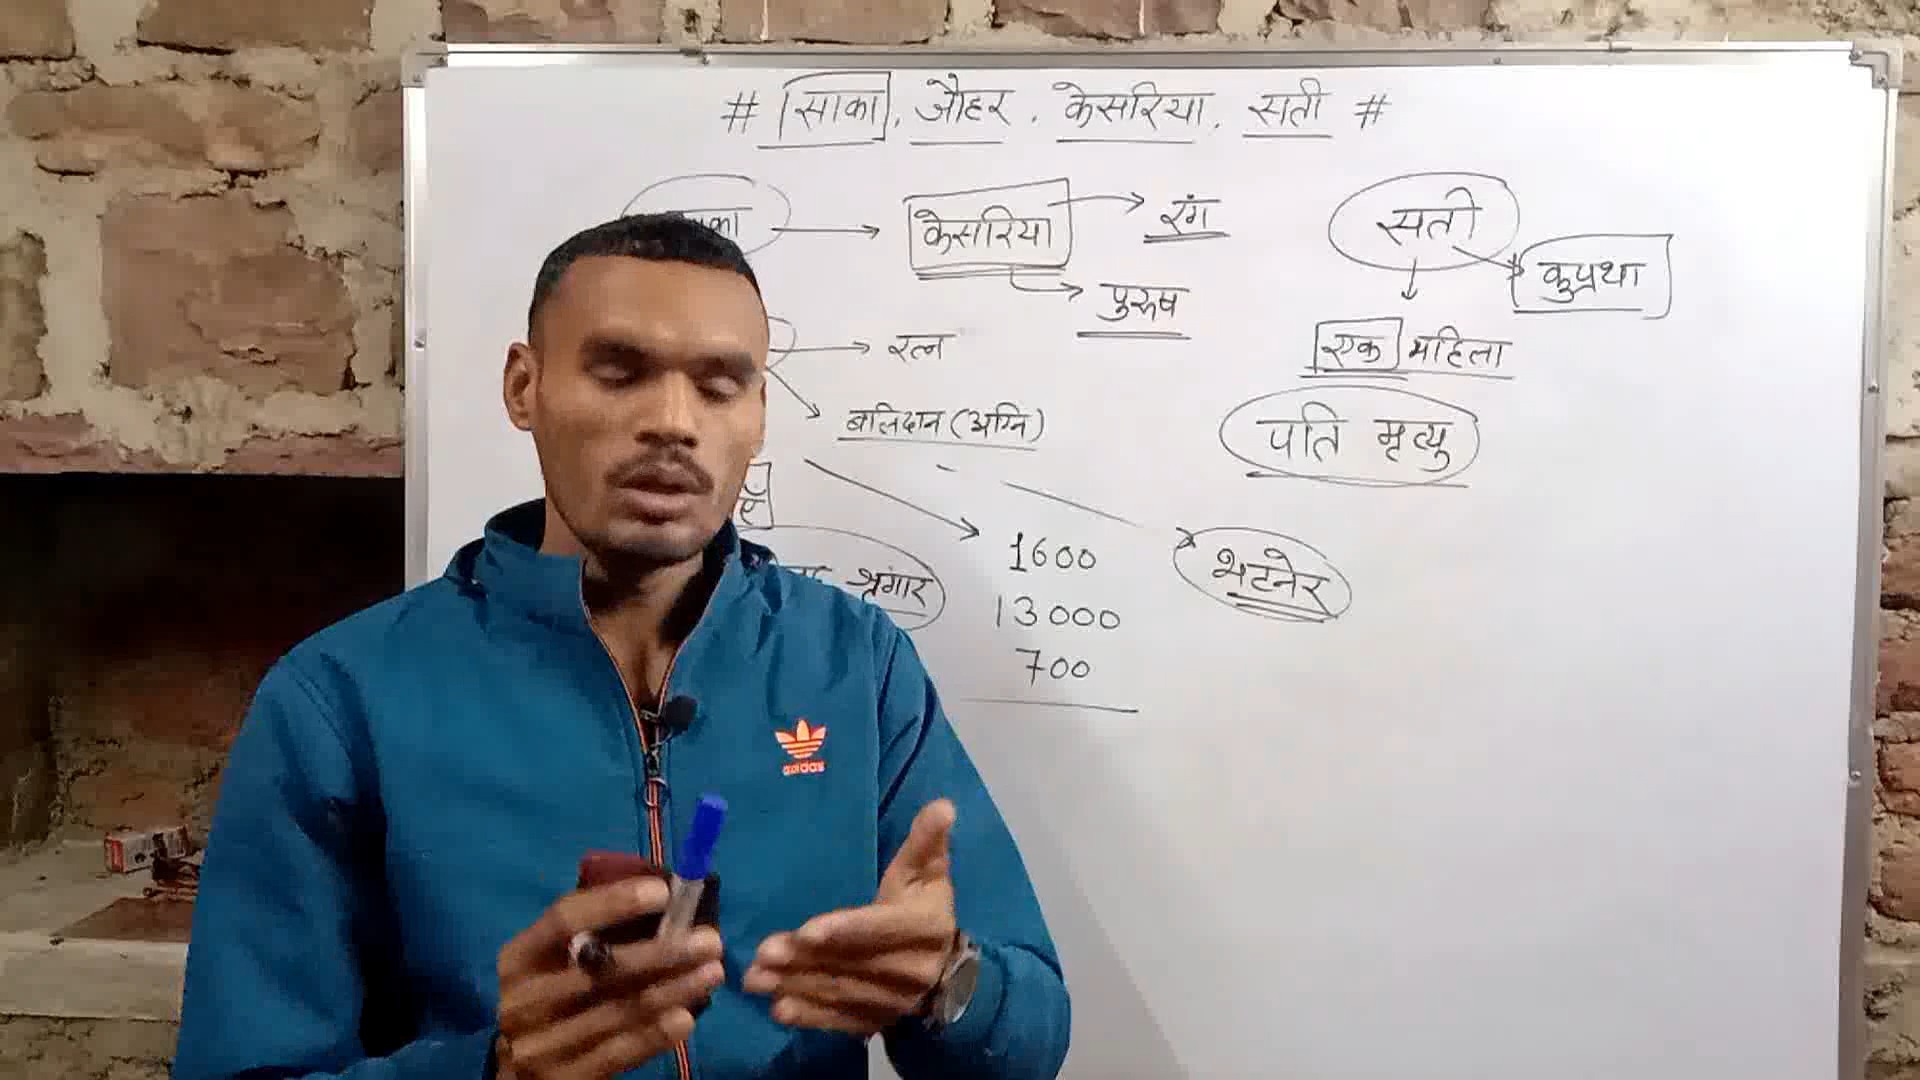 # साका, जौहर, केसरिया, सती #
केसरिया
रंग
पुरुष
सती
कुप्रथा
एक महिला
पति मृत्यु
रत्न
बलिदान (अग्नि)
श्रृंगार
1600
13000
700
भटनेर
adidas